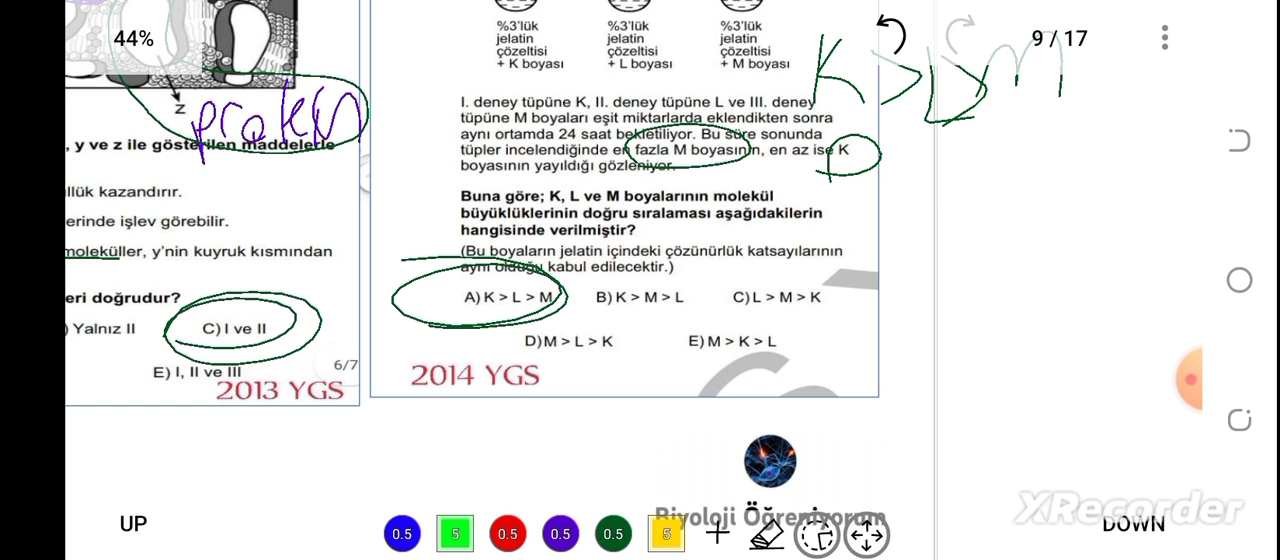 44%
9 / 17
%3'lük
jelatin
çözeltisi
+ K boyası
%3'lük
jelatin
çözeltisi
+ L boyası
%3'lük
jelatin
çözeltisi
+ M boyası
K > L > M
z
protein
, y ve z ile gösterilen maddelerle
llük kazandırır.
erinde işlev görebilir.
moleküller, y'nin kuyruk kısmından
eri doğrudur?
) Yalnız II
C) I ve II
E) I, II ve III
6/7
2013 YGS
I. deney tüpüne K, II. deney tüpüne L ve III. deney
tüpüne M boyaları eşit miktarlarda eklendikten sonra
aynı ortamda 24 saat bekletiliyor. Bu süre sonunda
tüpler incelendiğinde en fazla M boyasının, en az ise K
boyasının yayıldığı gözleniyor.
Buna göre; K, L ve M boyalarının molekül
büyüklüklerinin doğru sıralaması aşağıdakilerin
hangisinde verilmiştir?
(Bu boyaların jelatin içindeki çözünürlük katsayılarının
aynı olduğu kabul edilecektir.)
A) K > L > M
B) K > M > L
C) L > M > K
D) M > L > K
E) M > K > L
2014 YGS
Biyoloji Öğreniyorum
UP
0.5
5
0.5
0.5
0.5
5
XRecorder
DOWN